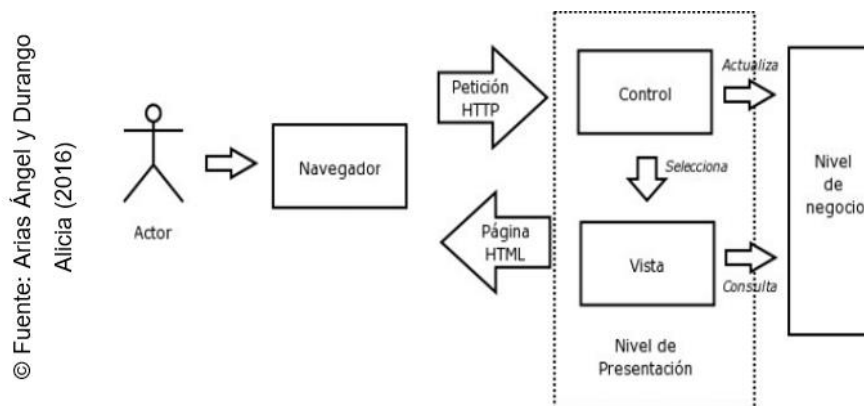 © Fuente: Arias Ángel y Durango
Alicia (2016)
Actor
Navegador
Petición
HTTP
Página
HTML
Control
Actualiza
Selecciona
Vista
Consulta
Nivel de
Presentación
Nivel
de
negocio